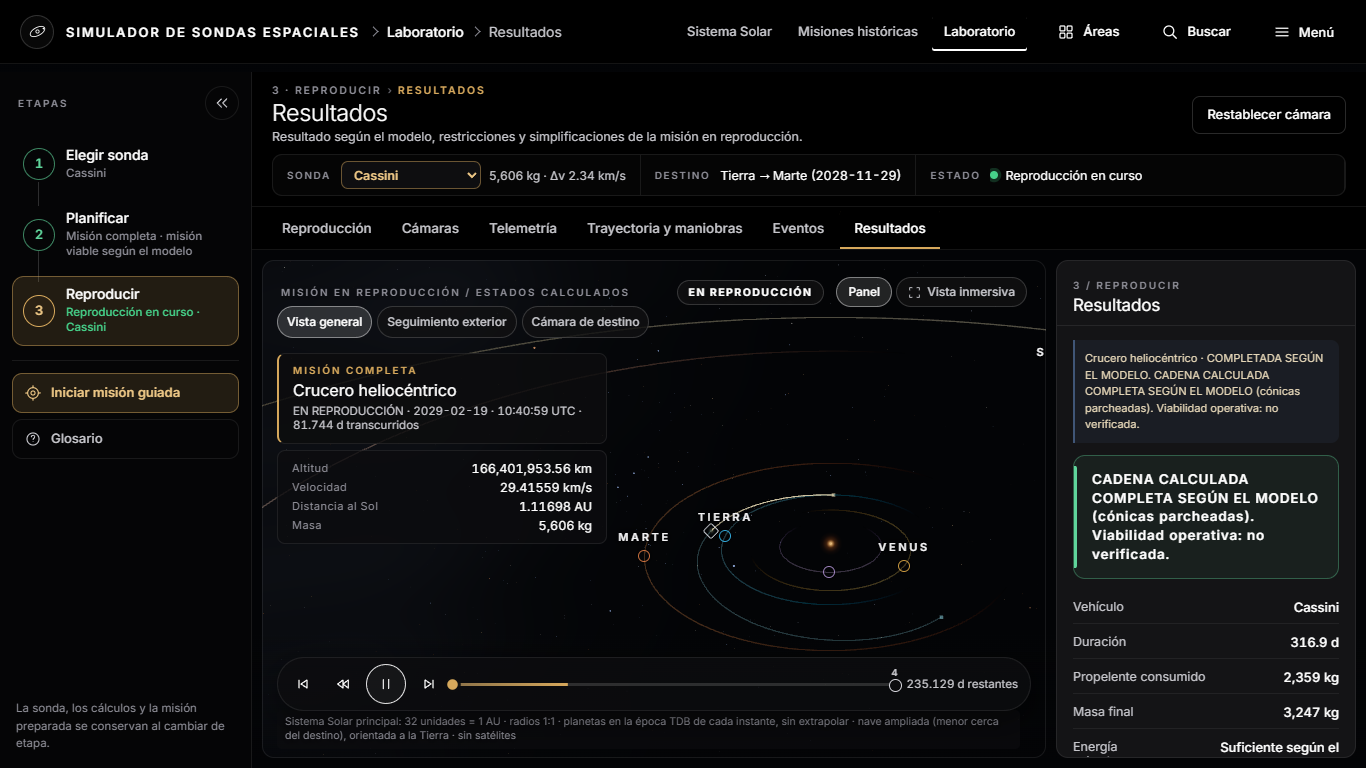 SIMULADOR DE SONDAS ESPACIALES
Laboratorio
Resultados
Sistema Solar
Misiones históricas
Laboratorio
Áreas
Buscar
Menú
ETAPAS
1
Elegir sonda
Cassini
2
Planificar
Misión completa · misión
viable según el modelo
3
Reproducir
Reproducción en curso ·
Cassini
Iniciar misión guiada
Glosario
La sonda, los cálculos y la misión
preparada se conservan al cambiar de
etapa.
3 · REPRODUCIR › RESULTADOS
Resultados
Resultado según el modelo, restricciones y simplificaciones de la misión en reproducción.
Restablecer cámara
SONDA
Cassini
5,606 kg · Δv 2.34 km/s
DESTINO
Tierra → Marte (2028-11-29)
ESTADO
Reproducción en curso
Reproducción
Cámaras
Telemetría
Trayectoria y maniobras
Eventos
Resultados
MISIÓN EN REPRODUCCIÓN / ESTADOS CALCULADOS
EN REPRODUCCIÓN
Panel
Vista inmersiva
Vista general
Seguimiento exterior
Cámara de destino
S
MISIÓN COMPLETA
Crucero heliocéntrico
EN REPRODUCCIÓN · 2029-02-19 · 10:40:59 UTC ·
81.744 d transcurridos
Altitud 166,401,953.56 km
Velocidad 29.41559 km/s
Distancia al Sol 1.11698 AU
Masa 5,606 kg
TIERRA
MARTE
VENUS
4
235.129 d restantes
Sistema Solar principal: 32 unidades = 1 AU · radios 1:1 · planetas en la época TDB de cada instante, sin extrapolar · nave ampliada (menor cerca
del destino), orientada a la Tierra · sin satélites
3 / REPRODUCIR
Resultados
Crucero heliocéntrico · COMPLETADA SEGÚN
EL MODELO. CADENA CALCULADA
COMPLETA SEGÚN EL MODELO (cónicas
parcheadas). Viabilidad operativa: no
verificada.
CADENA CALCULADA
COMPLETA SEGÚN EL MODELO
(cónicas parcheadas).
Viabilidad operativa: no
verificada.
Vehículo Cassini
Duración 316.9 d
Propelente consumido 2,359 kg
Masa final 3,247 kg
Energía Suficiente según el